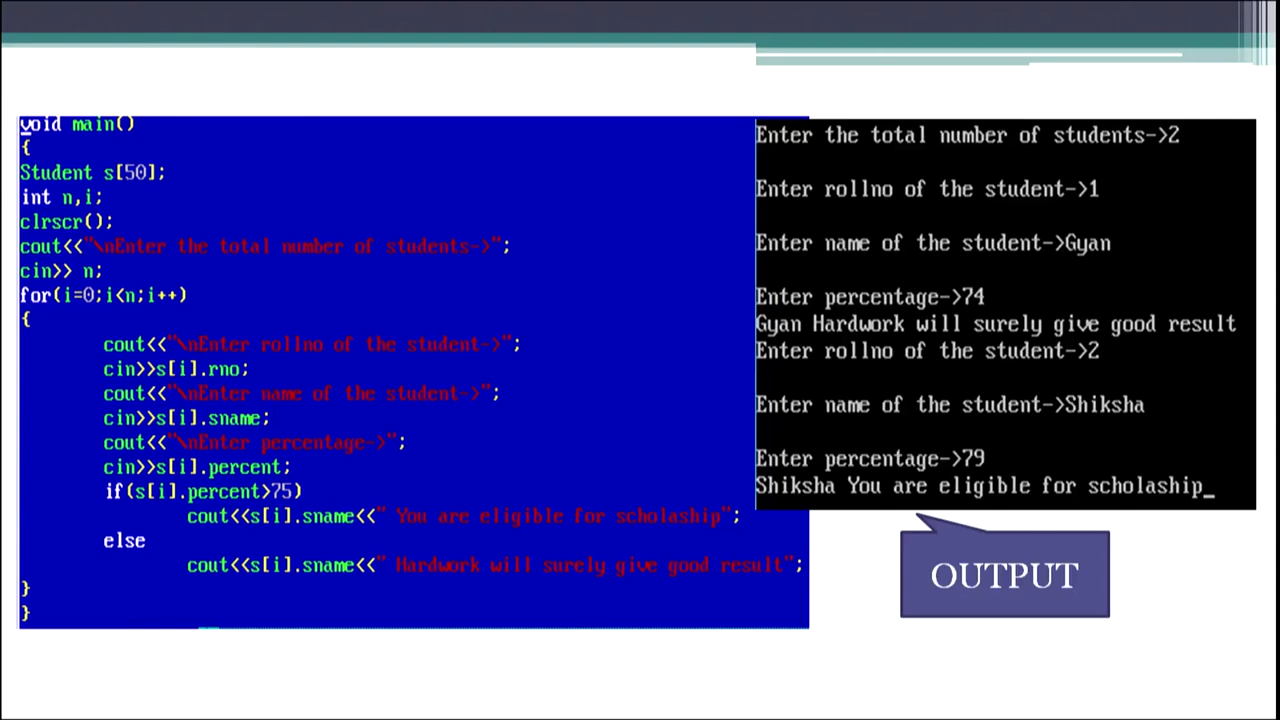 void main()
{
Student s[50];
int n,i;
clrscr();
cout<<"\nEnter the total number of students->";
cin>> n;
for(i=0;i<n;i++)
{
cout<<"\nEnter rollno of the student->";
cin>>s[i].rno;
cout<<"\nEnter name of the student->";
cin>>s[i].sname;
cout<<"\nEnter percentage->";
cin>>s[i].percent;
if(s[i].percent>75)
cout<<s[i].sname<<" You are eligible for scholaship";
else
cout<<s[i].sname<<" Hardwork will surely give good result";
}
}
Enter the total number of students->2
Enter rollno of the student->1
Enter name of the student->Gyan
Enter percentage->74
Gyan Hardwork will surely give good result
Enter rollno of the student->2
Enter name of the student->Shiksha
Enter percentage->79
Shiksha You are eligible for scholaship_
OUTPUT